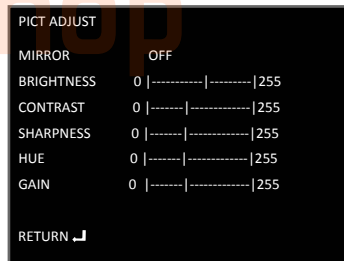 PICT ADJUST
MIRROR OFF
BRIGHTNESS 0 |-----------|---------|255
CONTRAST 0 |-------|-------------|255
SHARPNESS 0 |-------|-------------|255
HUE 0 |-------|-------------|255
GAIN 0 |-------|-------------|255
RETURN ↲